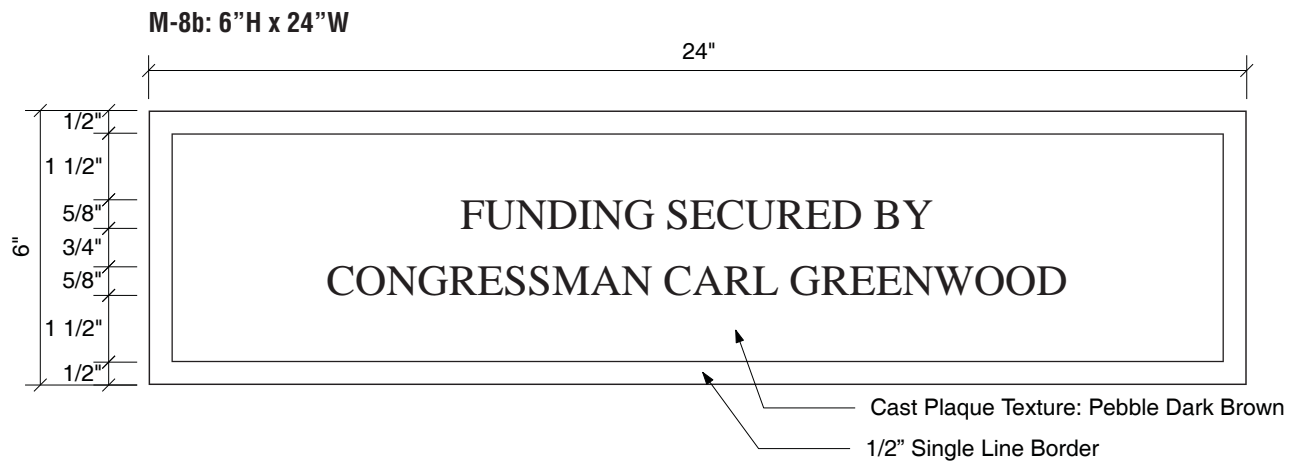 M-8b: 6”H x 24”W
24"
1/2"
1 1/2"
5/8"
3/4"
5/8"
1 1/2"
1/2"
6"
FUNDING SECURED BY
CONGRESSMAN CARL GREENWOOD
Cast Plaque Texture: Pebble Dark Brown
1/2” Single Line Border